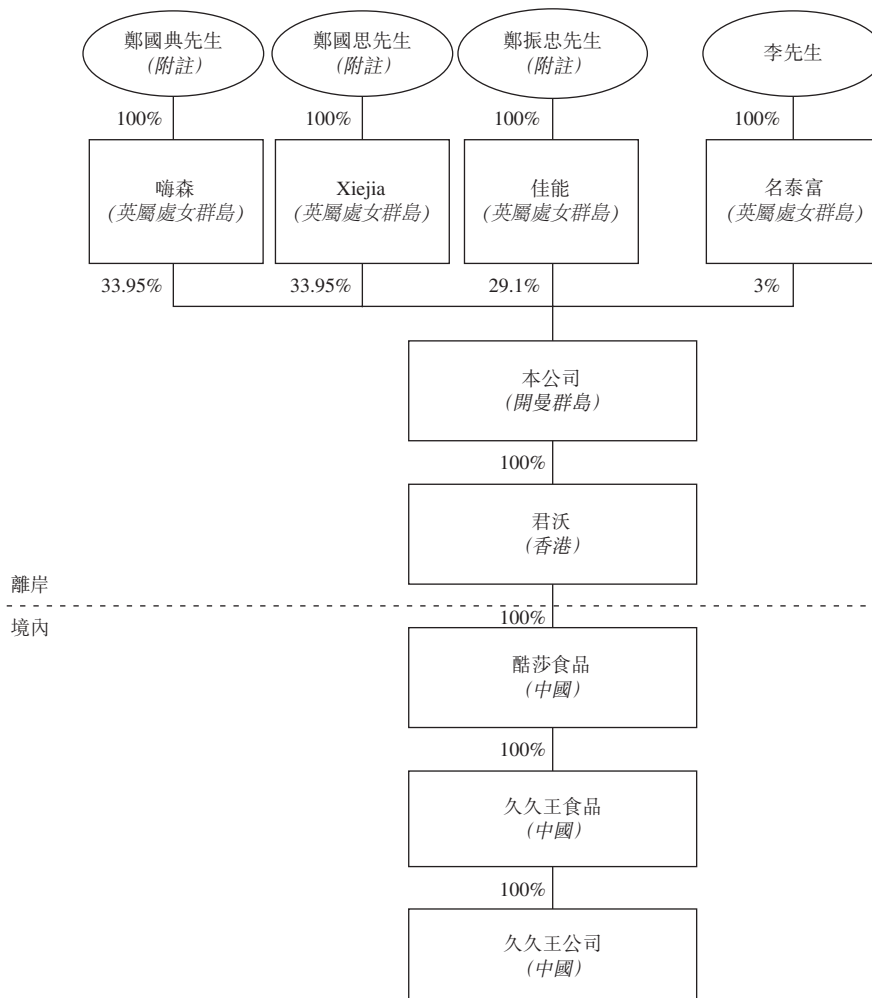 鄭國典先生
(附註)
鄭國思先生
(附註)
鄭振忠先生
(附註)
李先生
100%
100%
100%
100%
嗨森
(英屬處女群島)
Xiejia
(英屬處女群島)
佳能
(英屬處女群島)
名泰富
(英屬處女群島)
33.95%
33.95%
29.1%
3%
本公司
(開曼群島)
100%
君沃
(香港)
離岸
境內
100%
酷莎食品
(中國)
100%
久久王食品
(中國)
100%
久久王公司
(中國)